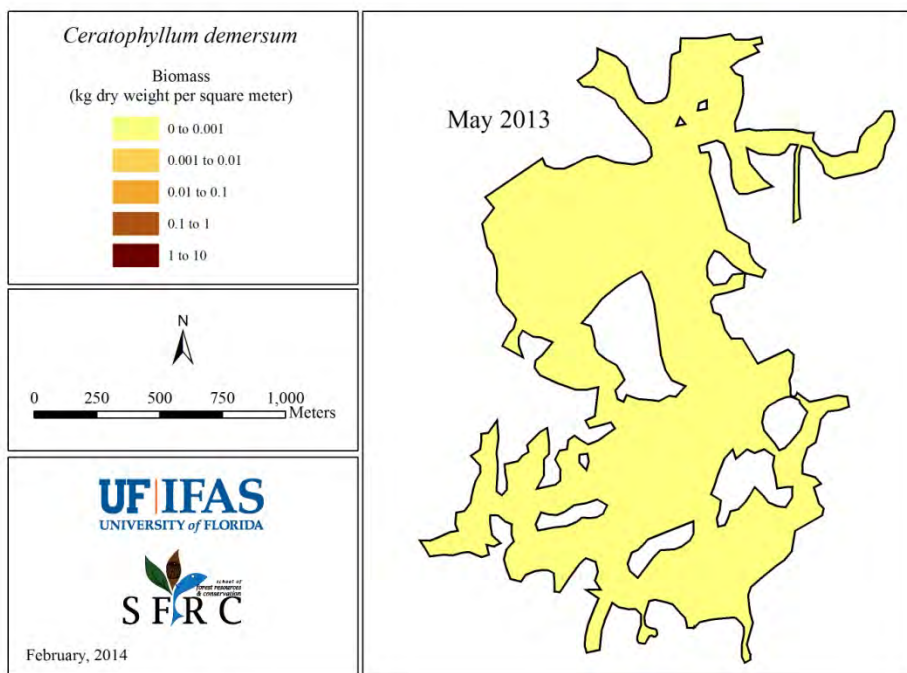 Ceratophyllum demersum
Biomass
(kg dry weight per square meter)
0 to 0.001
0.001 to 0.01
0.01 to 0.1
0.1 to 1
1 to 10
May 2013
N
0 250 500 750 1,000
Meters
UF|IFAS
UNIVERSITY of FLORIDA
school of
forest resources
& conservation
SFRC
February, 2014